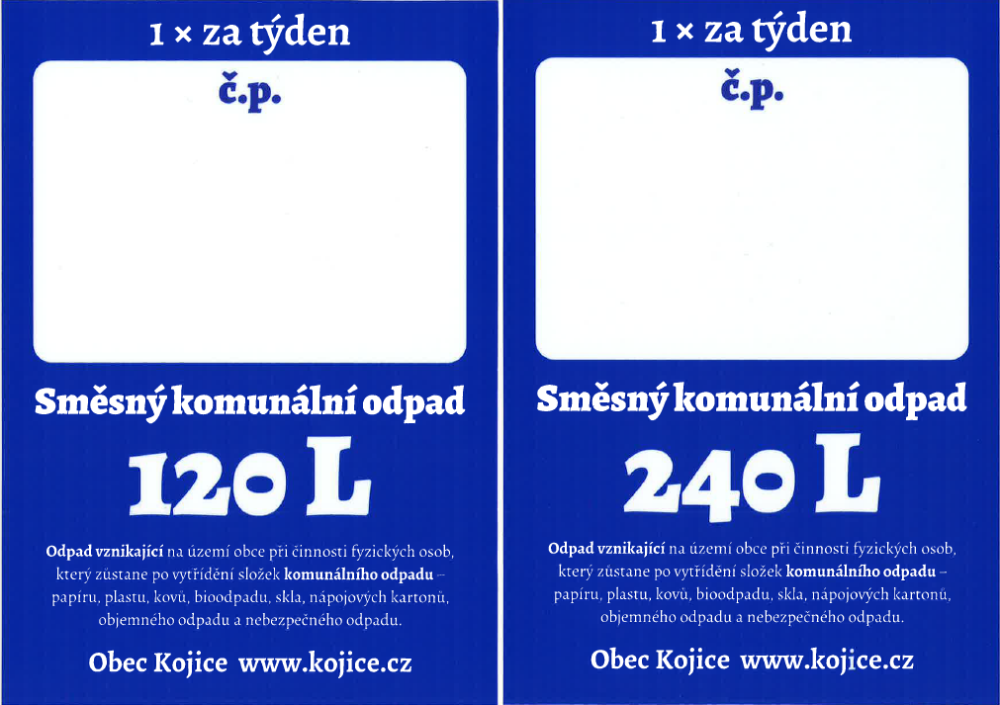 1 × za týden
č.p.
Směsný komunální odpad
120 L
Odpad vznikající na území obce při činnosti fyzických osob,
který zůstane po vytřídění složek komunálního odpadu –
papíru, plastu, kovů, bioodpadu, skla, nápojových kartonů,
objemného odpadu a nebezpečného odpadu.
Obec Kojice www.kojice.cz
1 × za týden
č.p.
Směsný komunální odpad
240 L
Odpad vznikající na území obce při činnosti fyzických osob,
který zůstane po vytřídění složek komunálního odpadu –
papíru, plastu, kovů, bioodpadu, skla, nápojových kartonů,
objemného odpadu a nebezpečného odpadu.
Obec Kojice www.kojice.cz